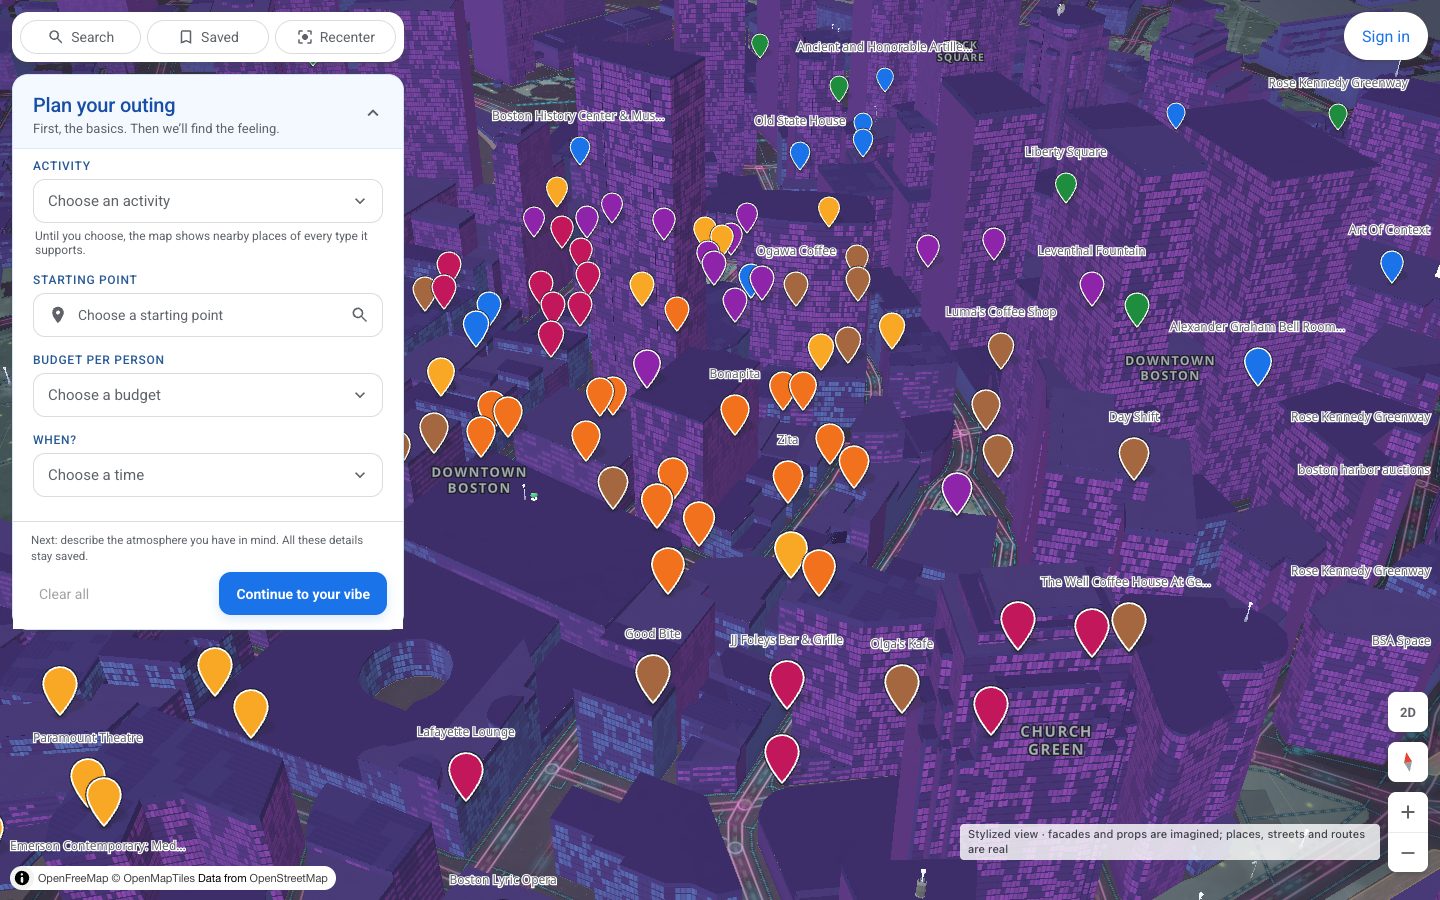 Search
Saved
Recenter
Sign in
Plan your outing
First, the basics. Then we'll find the feeling.
ACTIVITY
Choose an activity
Until you choose, the map shows nearby places of every type it
supports.
STARTING POINT
Choose a starting point
BUDGET PER PERSON
Choose a budget
WHEN?
Choose a time
Next: describe the atmosphere you have in mind. All these details
stay saved.
Clear all
Continue to your vibe
Ancient and Honorable Artille...
SQUARE
Rose Kennedy Greenway
Boston History Center & Mus...
Old State House
Liberty Square
Art Of Context
Ogawa Coffee
Leventhal Fountain
Luma's Coffee Shop
Alexander Graham Bell Room...
DOWNTOWN
BOSTON
Bonapita
Day Shift
Rose Kennedy Greenway
Zita
DOWNTOWN
BOSTON
boston harbor auctions
Rose Kennedy Greenway
The Well Coffee House At Ge...
Good Bite
JJ Foleys Bar & Grille
Olga's Kafe
BSA Space
Paramount Theatre
Lafayette Lounge
CHURCH
GREEN
2D
Emerson Contemporary: Med...
Boston Lyric Opera
Stylized view · facades and props are imagined; places, streets and routes
are real
OpenFreeMap © OpenMapTiles Data from OpenStreetMap